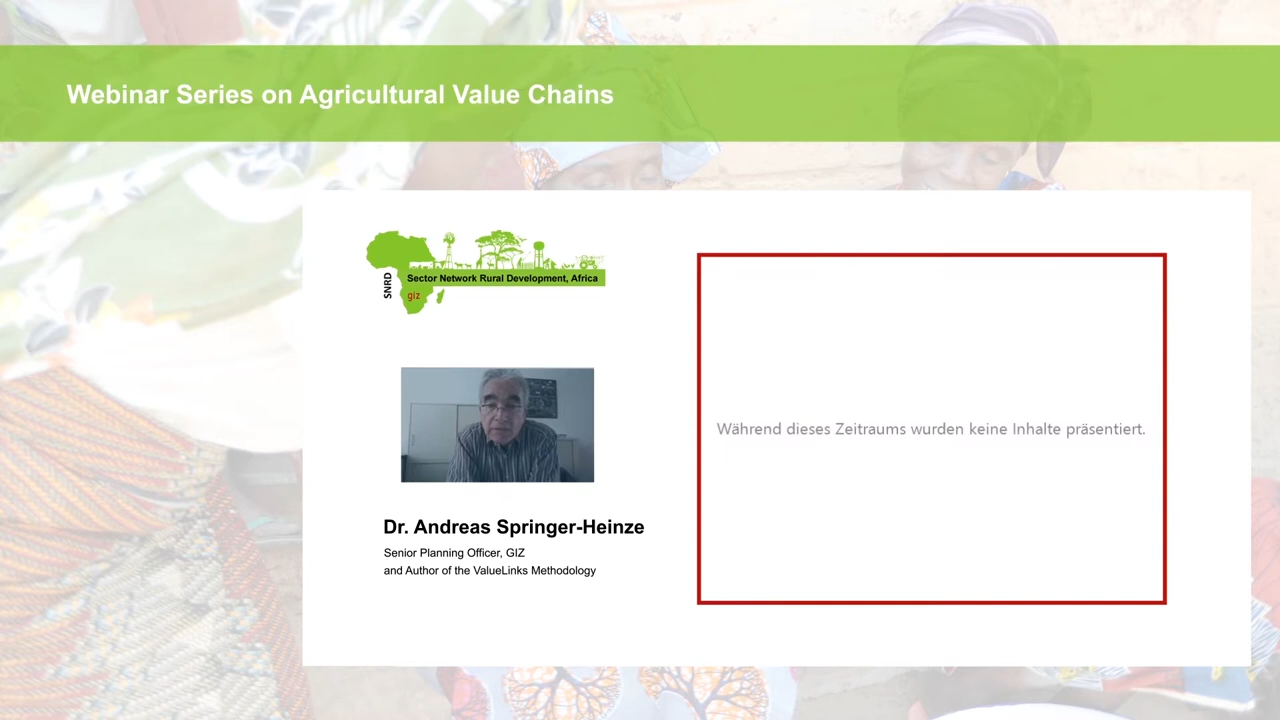 Webinar Series on Agricultural Value Chains
SNRD
Sector Network Rural Development, Africa
giz
Während dieses Zeitraums wurden keine Inhalte präsentiert.
Dr. Andreas Springer-Heinze
Senior Planning Officer, GIZ
and Author of the ValueLinks Methodology